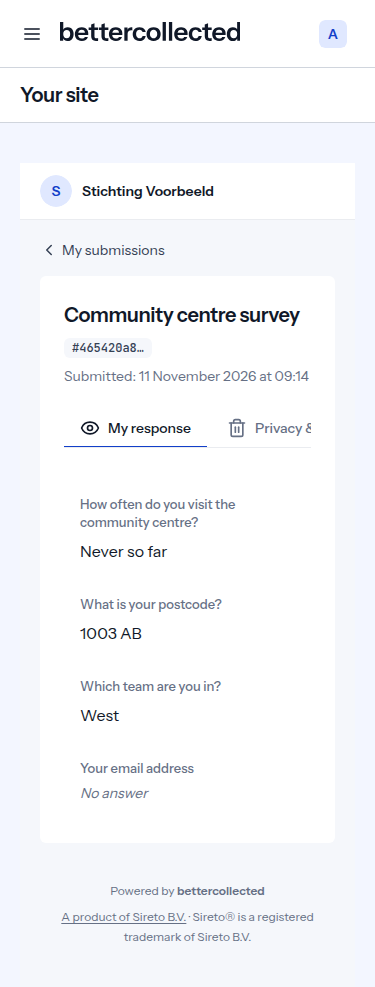 bettercollected
A
Your site
S
Stichting Voorbeeld
My submissions
Community centre survey
#465420a8…
Submitted: 11 November 2026 at 09:14
My response
Privacy &
How often do you visit the
community centre?
Never so far
What is your postcode?
1003 AB
Which team are you in?
West
Your email address
No answer
Powered by bettercollected
A product of Sireto B.V. · Sireto® is a registered
trademark of Sireto B.V.